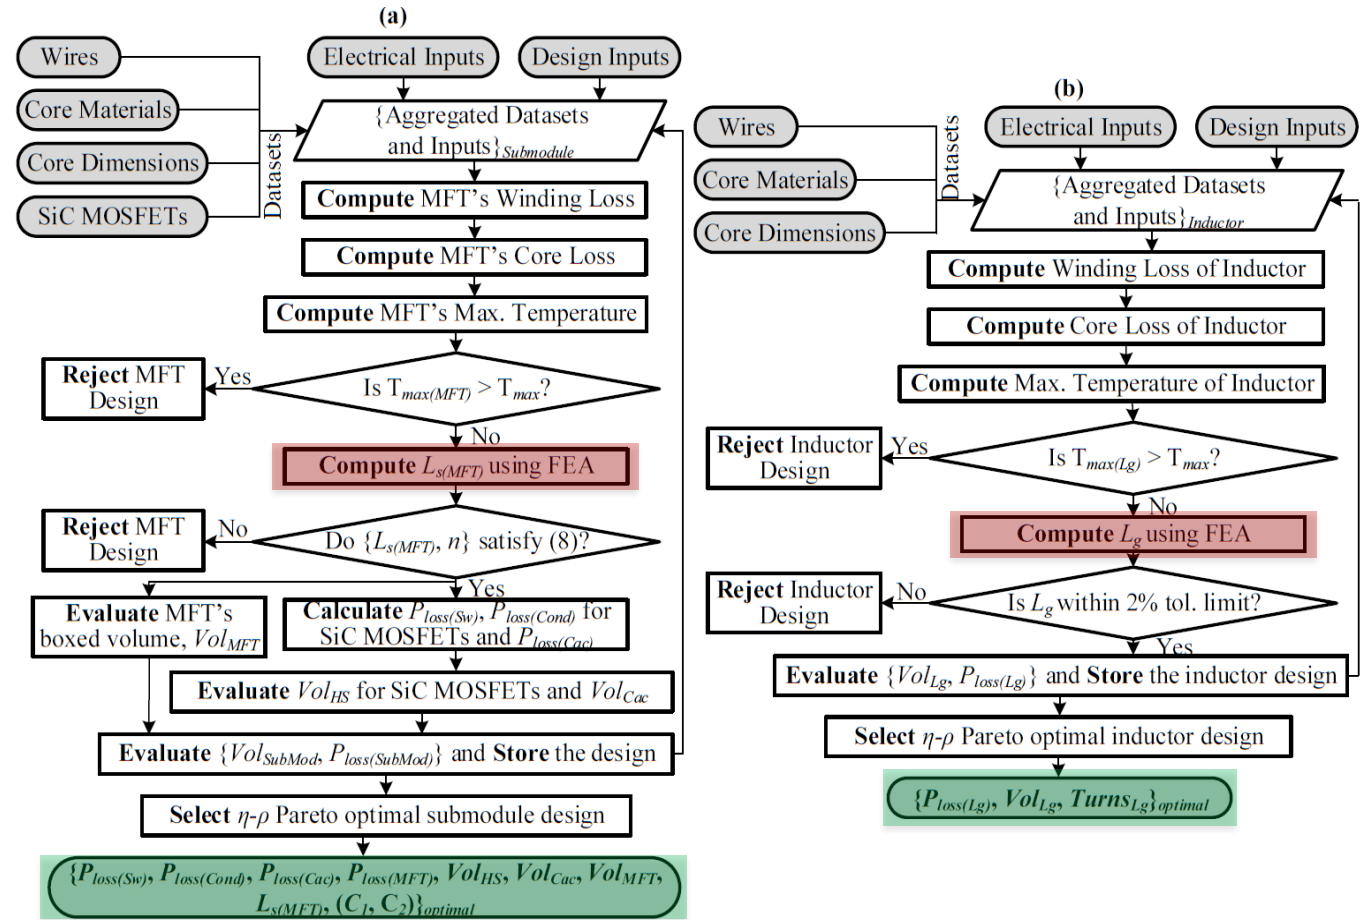 (a)
Wires
Core Materials
Core Dimensions
SiC MOSFETs
Datasets
Electrical Inputs
Design Inputs
{Aggregated Datasets
and Inputs}Submodule
Compute MFT's Winding Loss
Compute MFT's Core Loss
Compute MFT's Max. Temperature
Is Tmax(MFT) > Tmax?
Yes
Reject MFT
Design
No
Compute Ls(MFT) using FEA
Do {Ls(MFT), n} satisfy (8)?
No
Reject MFT
Design
Yes
Evaluate MFT's
boxed volume, VolMFT
Calculate Ploss(Sw), Ploss(Cond) for
SiC MOSFETs and Ploss(Cac)
Evaluate VolHS for SiC MOSFETs and VolCac
Evaluate {VolSubMod, Ploss(SubMod)} and Store the design
Select η-ρ Pareto optimal submodule design
{Ploss(Sw), Ploss(Cond), Ploss(Cac), Ploss(MFT), VolHS, VolCac, VolMFT,
Ls(MFT), (C1, C2)}optimal
(b)
Wires
Core Materials
Core Dimensions
Datasets
Electrical Inputs
Design Inputs
{Aggregated Datasets
and Inputs}Inductor
Compute Winding Loss of Inductor
Compute Core Loss of Inductor
Compute Max. Temperature of Inductor
Is Tmax(Lg) > Tmax?
Yes
Reject Inductor
Design
No
Compute Lg using FEA
Is Lg within 2% tol. limit?
No
Reject Inductor
Design
Yes
Evaluate {VolLg, Ploss(Lg)} and Store the inductor design
Select η-ρ Pareto optimal inductor design
{Ploss(Lg), VolLg, TurnsLg}optimal